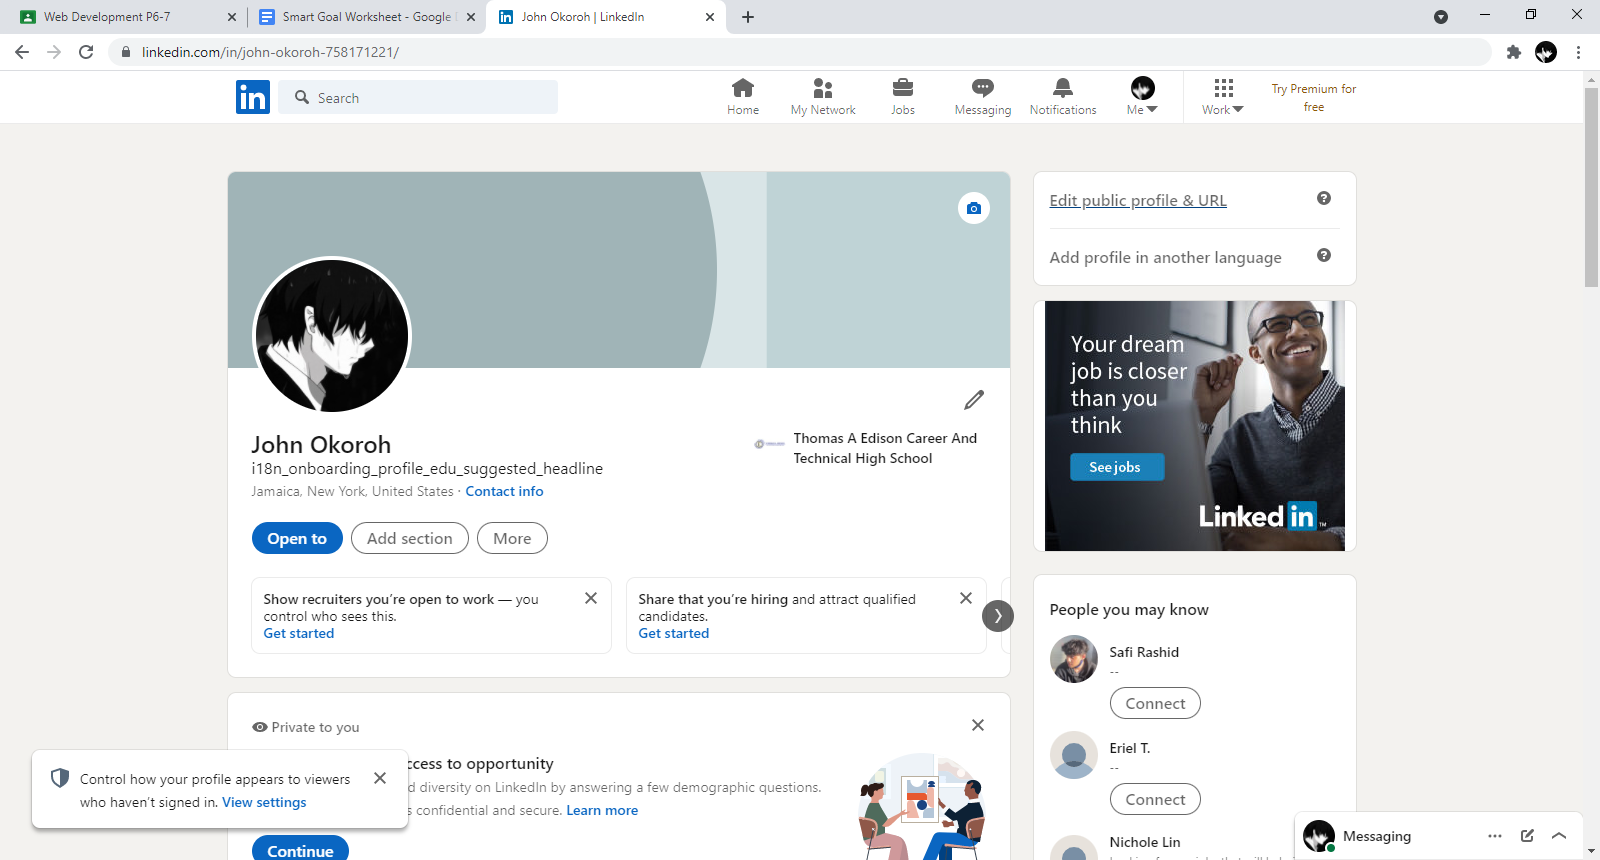 Web Development P6-7
Smart Goal Worksheet - Google
John Okoroh | LinkedIn
linkedin.com/in/john-okoroh-758171221/
in
Search
Home
My Network
Jobs
Messaging
Notifications
Me
Work
Try Premium for
free
John Okoroh
i18n_onboarding_profile_edu_suggested_headline
Jamaica, New York, United States · Contact info
Thomas A Edison Career And
Technical High School
Open to
Add section
More
Show recruiters you're open to work — you
control who sees this.
Get started
Share that you're hiring and attract qualified
candidates.
Get started
Private to you
ccess to opportunity
d diversity on LinkedIn by answering a few demographic questions.
s confidential and secure. Learn more
Continue
Control how your profile appears to viewers
who haven't signed in. View settings
Edit public profile & URL
Add profile in another language
Your dream
job is closer
than you
think
See jobs
Linked in ™
People you may know
Safi Rashid
--
Connect
Eriel T.
--
Connect
Nichole Lin
Messaging